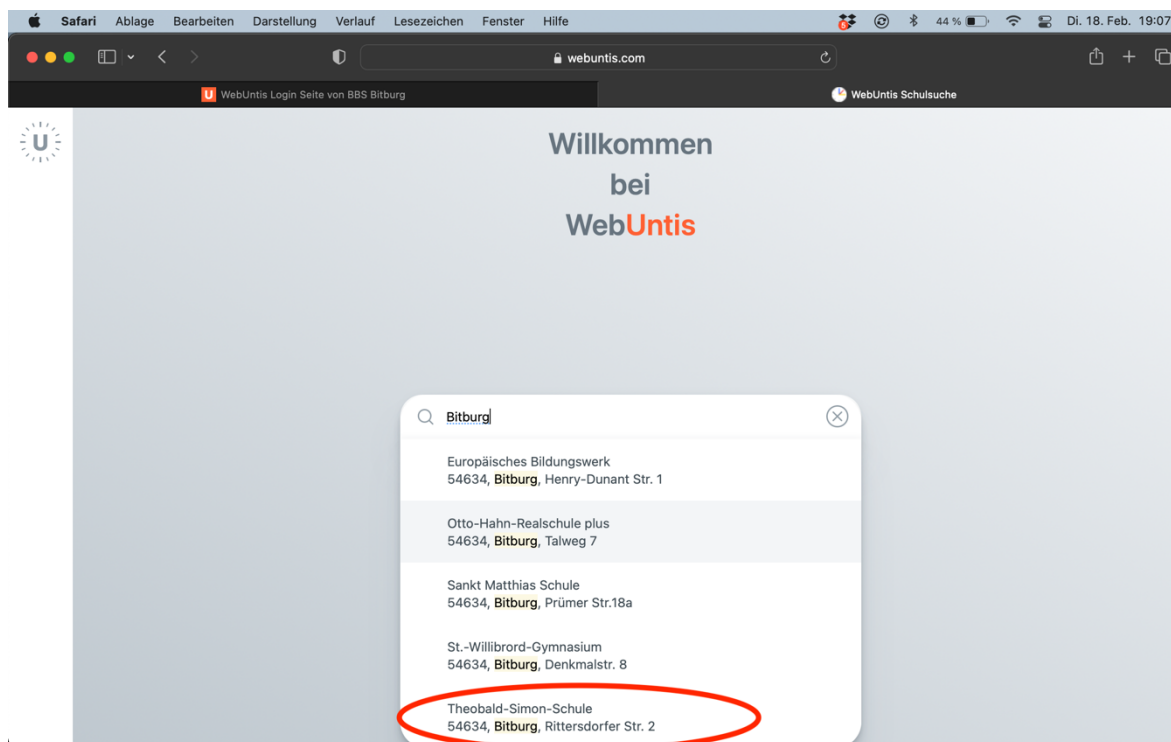 Safari Ablage Bearbeiten Darstellung Verlauf Lesezeichen Fenster Hilfe 44 % Di. 18. Feb. 19:07
webuntis.com
U WebUntis Login Seite von BBS Bitburg WebUntis Schulsuche
U
Willkommen
bei
WebUntis
Bitburg
Europäisches Bildungswerk
54634, Bitburg, Henry-Dunant Str. 1
Otto-Hahn-Realschule plus
54634, Bitburg, Talweg 7
Sankt Matthias Schule
54634, Bitburg, Prümer Str.18a
St.-Willibrord-Gymnasium
54634, Bitburg, Denkmalstr. 8
Theobald-Simon-Schule
54634, Bitburg, Rittersdorfer Str. 2